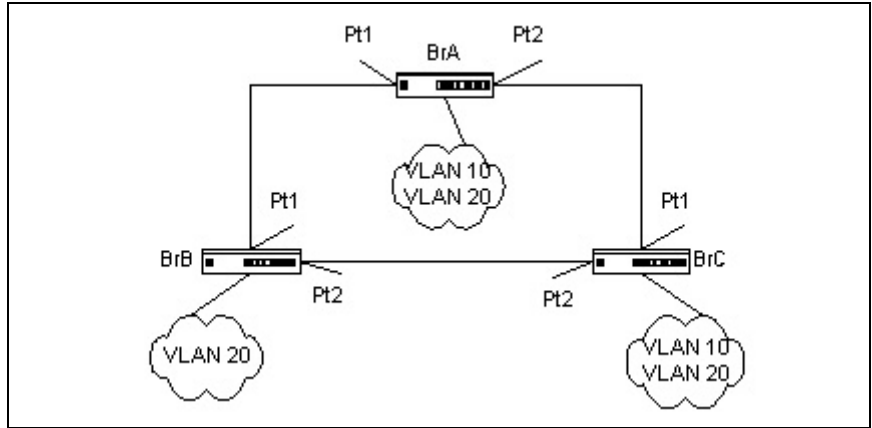 Pt1
Pt2
BrA
VLAN 10
VLAN 20
Pt1
Pt1
BrB
BrC
Pt2
Pt2
VLAN 20
VLAN 10
VLAN 20